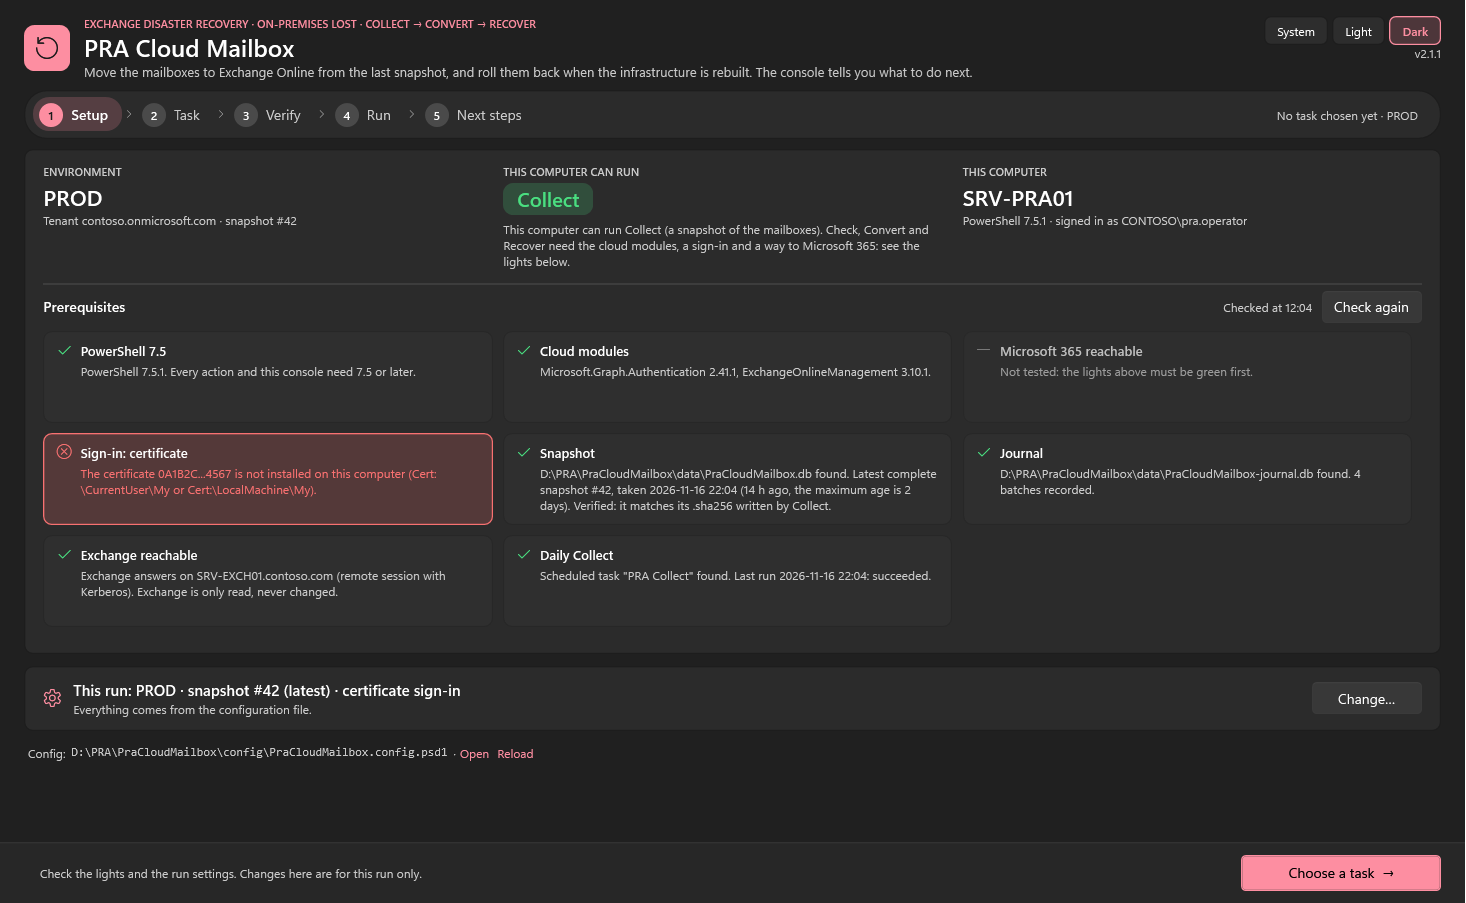 EXCHANGE DISASTER RECOVERY · ON-PREMISES LOST · COLLECT → CONVERT → RECOVER
PRA Cloud Mailbox
Move the mailboxes to Exchange Online from the last snapshot, and roll them back when the infrastructure is rebuilt. The console tells you what to do next.
System
Light
Dark
v2.1.1
1 Setup
2 Task
3 Verify
4 Run
5 Next steps
No task chosen yet · PROD
ENVIRONMENT
PROD
Tenant contoso.onmicrosoft.com · snapshot #42
THIS COMPUTER CAN RUN
Collect
This computer can run Collect (a snapshot of the mailboxes). Check, Convert and
Recover need the cloud modules, a sign-in and a way to Microsoft 365: see the
lights below.
THIS COMPUTER
SRV-PRA01
PowerShell 7.5.1 · signed in as CONTOSO\pra.operator
Prerequisites
Checked at 12:04
Check again
PowerShell 7.5
PowerShell 7.5.1. Every action and this console need 7.5 or later.
Cloud modules
Microsoft.Graph.Authentication 2.41.1, ExchangeOnlineManagement 3.10.1.
Microsoft 365 reachable
Not tested: the lights above must be green first.
Sign-in: certificate
The certificate 0A1B2C...4567 is not installed on this computer (Cert:
\CurrentUser\My or Cert:\LocalMachine\My).
Snapshot
D:\PRA\PraCloudMailbox\data\PraCloudMailbox.db found. Latest complete
snapshot #42, taken 2026-11-16 22:04 (14 h ago, the maximum age is 2
days). Verified: it matches its .sha256 written by Collect.
Journal
D:\PRA\PraCloudMailbox\data\PraCloudMailbox-journal.db found. 4
batches recorded.
Exchange reachable
Exchange answers on SRV-EXCH01.contoso.com (remote session with
Kerberos). Exchange is only read, never changed.
Daily Collect
Scheduled task "PRA Collect" found. Last run 2026-11-16 22:04: succeeded.
This run: PROD · snapshot #42 (latest) · certificate sign-in
Everything comes from the configuration file.
Change...
Config: D:\PRA\PraCloudMailbox\config\PraCloudMailbox.config.psd1 · Open Reload
Check the lights and the run settings. Changes here are for this run only.
Choose a task →